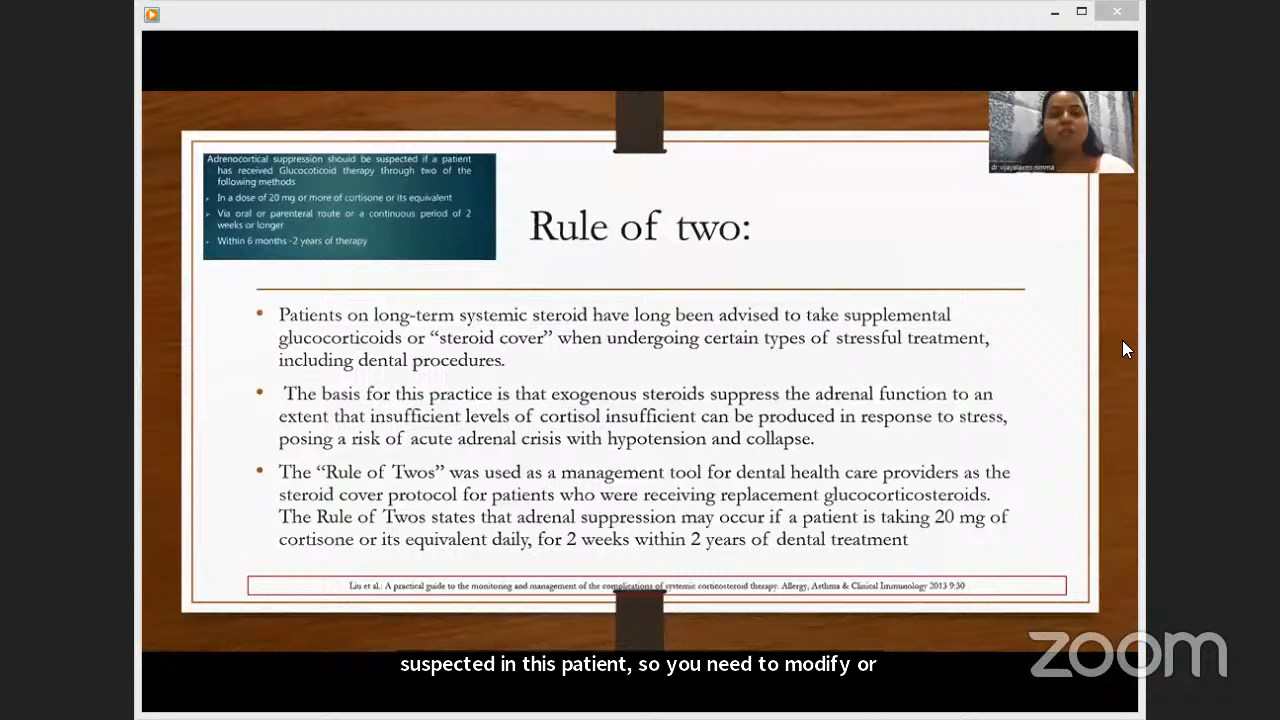 Adrenocortical suppression should be suspected if a patient
has received Glucocoticoid therapy through two of the
following methods
In a dose of 20 mg or more of cortisone or its equivalent
Via oral or parenteral route or a continuous period of 2
weeks or longer
Within 6 months -2 years of therapy
dr vijayalaxmi nimma
Rule of two:
• Patients on long-term systemic steroid have long been advised to take supplemental
glucocorticoids or “steroid cover” when undergoing certain types of stressful treatment,
including dental procedures.
• The basis for this practice is that exogenous steroids suppress the adrenal function to an
extent that insufficient levels of cortisol insufficient can be produced in response to stress,
posing a risk of acute adrenal crisis with hypotension and collapse.
• The “Rule of Twos” was used as a management tool for dental health care providers as the
steroid cover protocol for patients who were receiving replacement glucocorticosteroids.
The Rule of Twos states that adrenal suppression may occur if a patient is taking 20 mg of
cortisone or its equivalent daily, for 2 weeks within 2 years of dental treatment
Liu et al.: A practical guide to the monitoring and management of the complications of systemic corticosteroid therapy. Allergy, Asthma & Clinical Immunology 2013 9:30
zoom
suspected in this patient, so you need to modify or